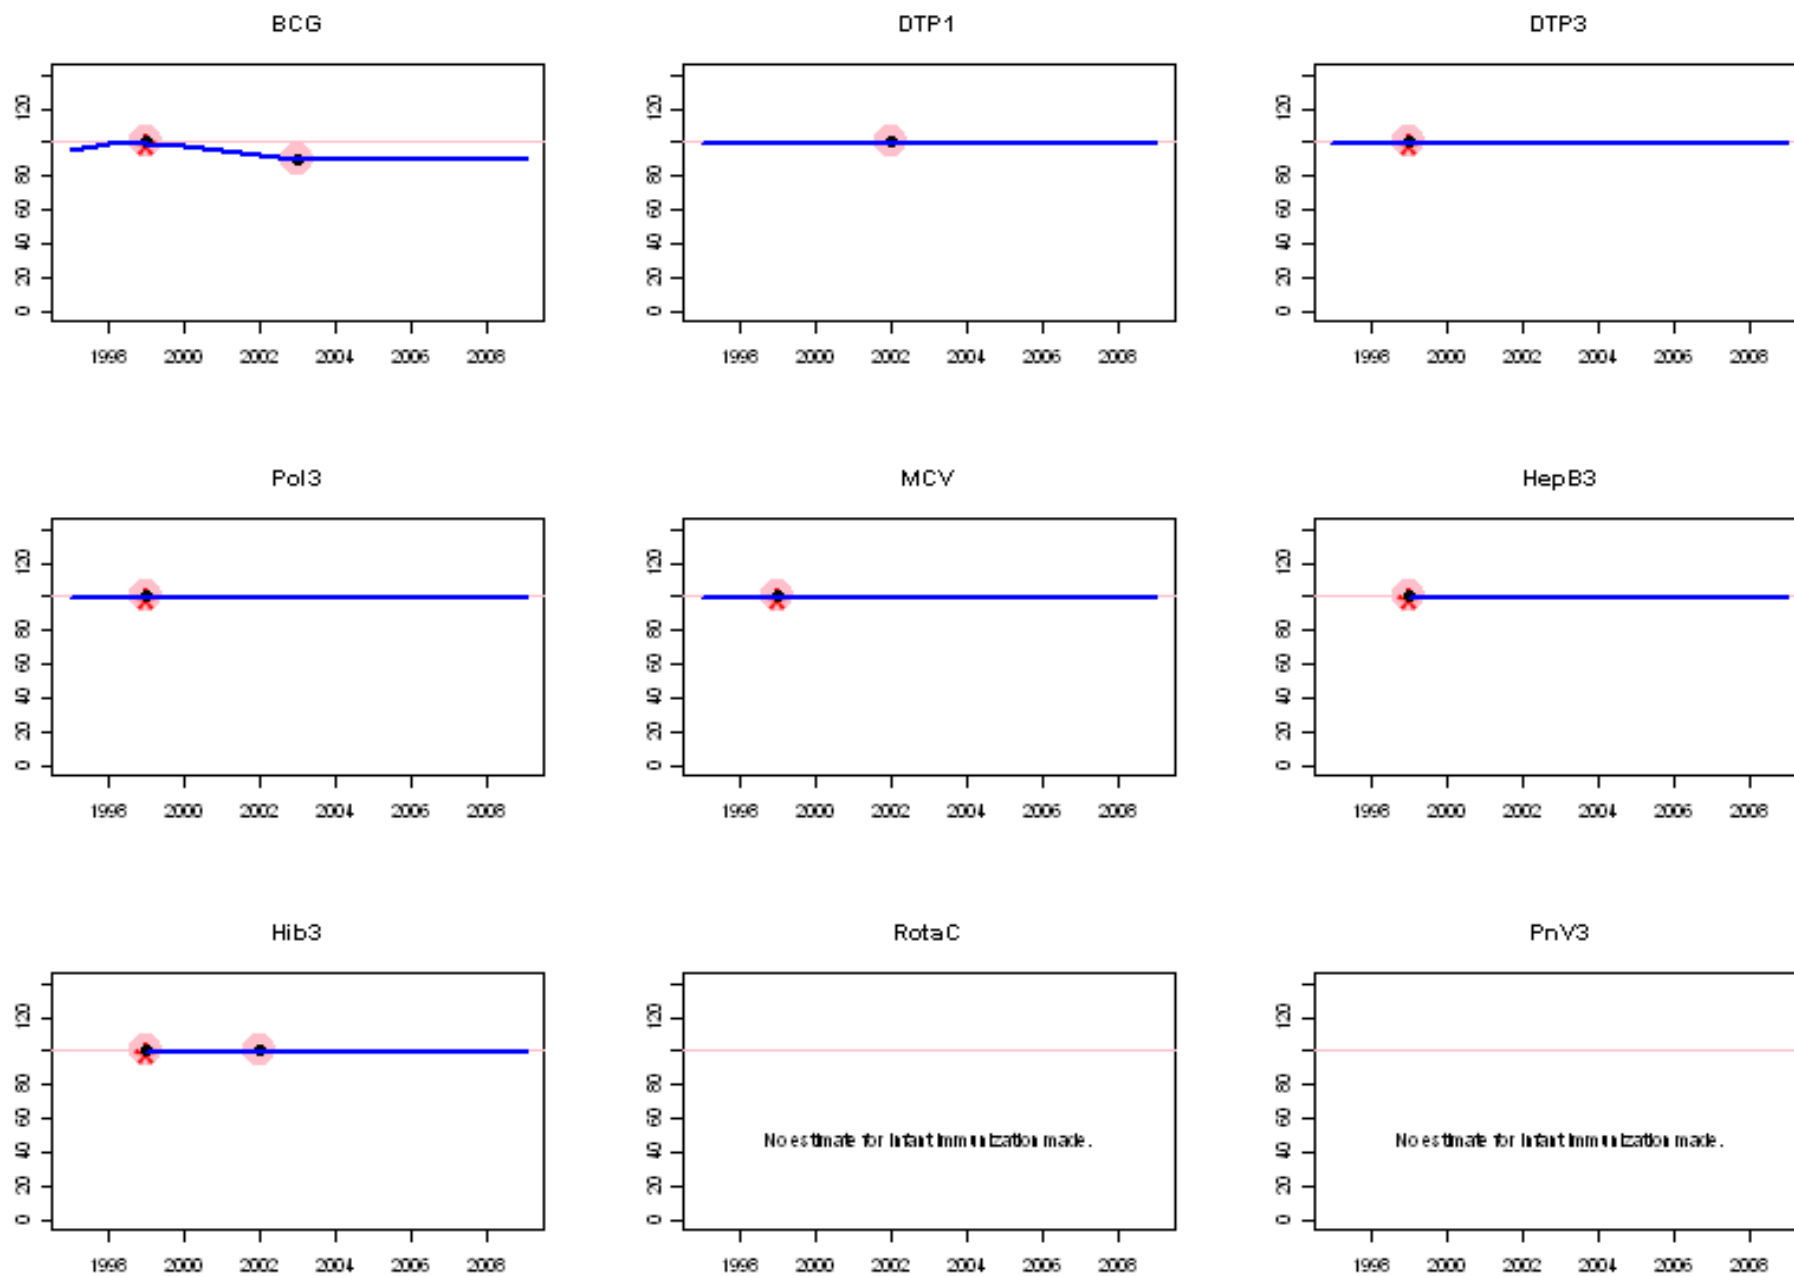 BCG DTP1 DTP3
120 120 120
80 80 80
60 60 60
40 40 40
20 20 20
0 0 0
1998 2000 2002 2004 2006 2008 1998 2000 2002 2004 2006 2008 1998 2000 2002 2004 2006 2008
Pol3 MCV HepB3
120 120 120
80 80 80
60 60 60
40 40 40
20 20 20
0 0 0
1998 2000 2002 2004 2006 2008 1998 2000 2002 2004 2006 2008 1998 2000 2002 2004 2006 2008
Hib3 RotaC PnV3
120 120 120
80 80 80
60 60 60
No estimate for infant immunization made. No estimate for infant immunization made.
40 40 40
20 20 20
0 0 0
1998 2000 2002 2004 2006 2008 1998 2000 2002 2004 2006 2008 1998 2000 2002 2004 2006 2008